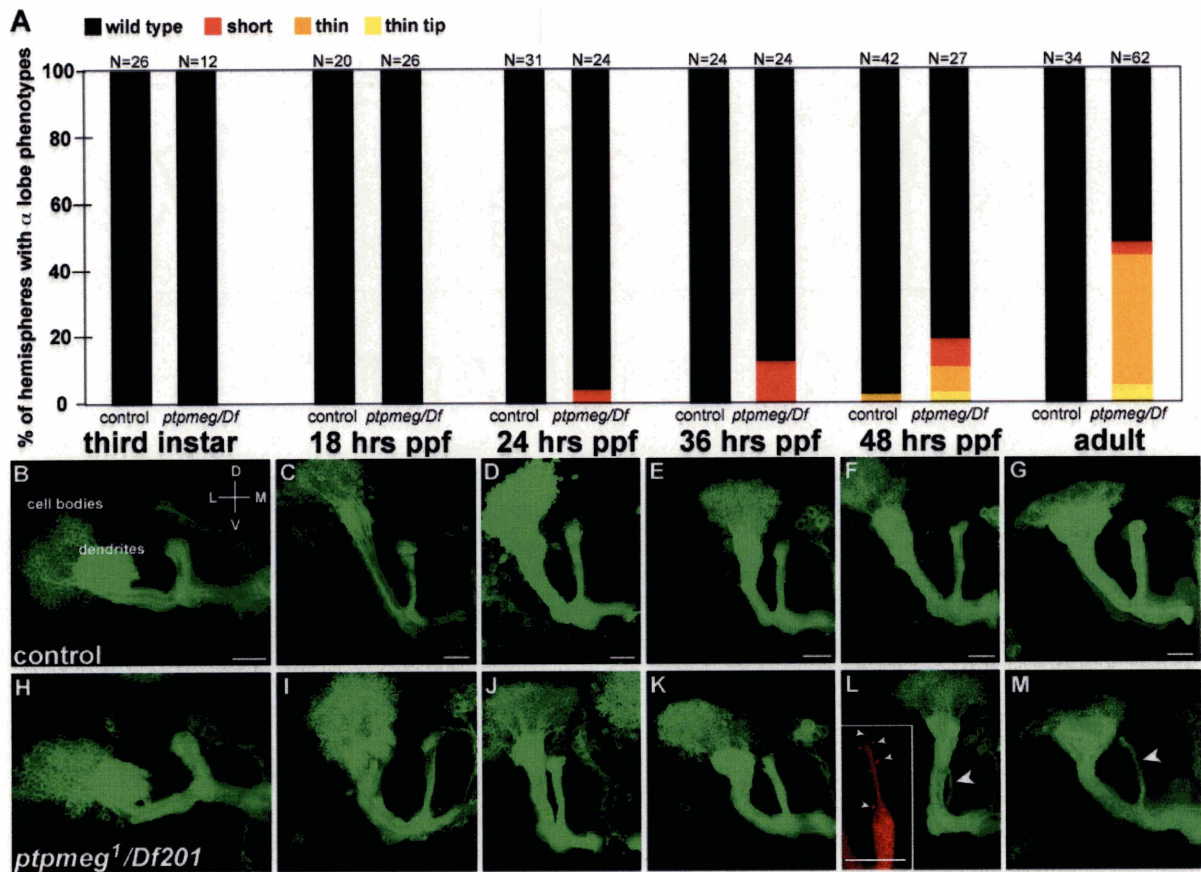 A
wild type short thin thin tip
% of hemispheres with α lobe phenotypes
N=26 N=12 N=20 N=26 N=31 N=24 N=24 N=24 N=42 N=27 N=34 N=62
100
80
60
40
20
0
control ptpmeg/Df control ptpmeg/Df control ptpmeg/Df control ptpmeg/Df control ptpmeg/Df control ptpmeg/Df
third instar 18 hrs ppf 24 hrs ppf 36 hrs ppf 48 hrs ppf adult
B C D E F G
D
cell bodies L M
V
dendrites
control
H I J K L M
ptpmeg¹/Df201